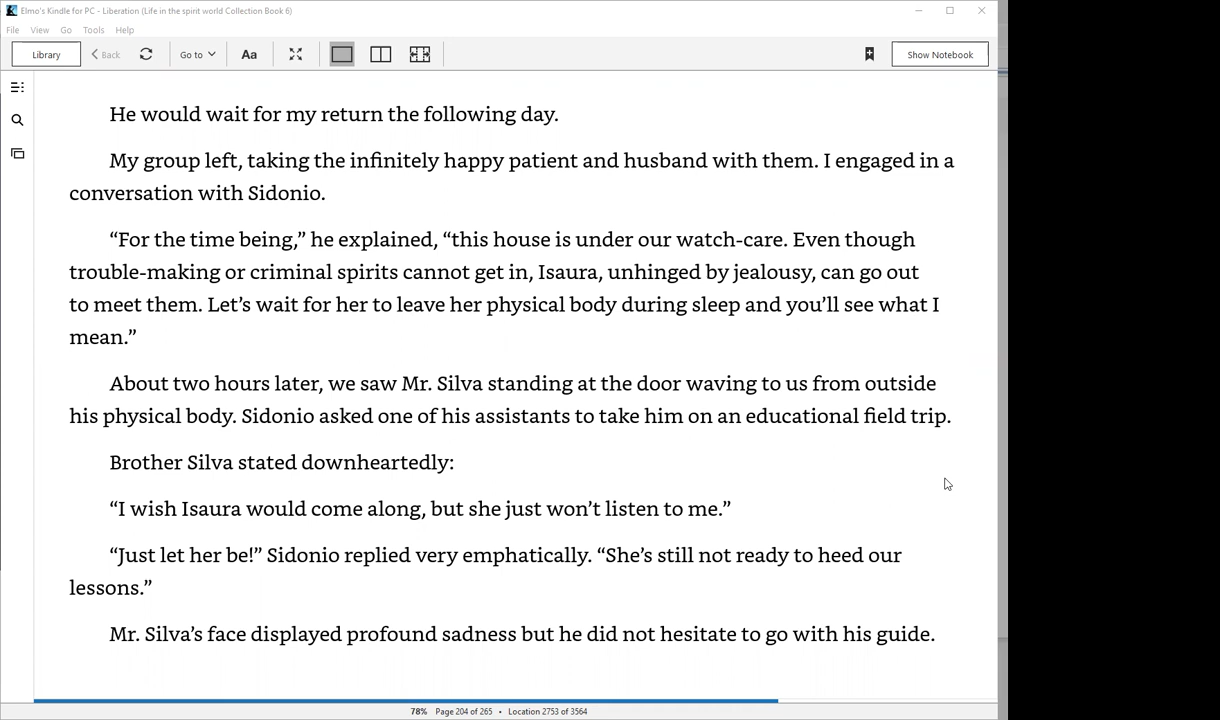 Elmo's Kindle for PC - Liberation (Life in the spirit world Collection Book 6)
File View Go Tools Help
Library Back Go to Aa Show Notebook
He would wait for my return the following day.
My group left, taking the infinitely happy patient and husband with them. I engaged in a
conversation with Sidonio.
“For the time being,” he explained, “this house is under our watch-care. Even though
trouble-making or criminal spirits cannot get in, Isaura, unhinged by jealousy, can go out
to meet them. Let’s wait for her to leave her physical body during sleep and you’ll see what I
mean.”
About two hours later, we saw Mr. Silva standing at the door waving to us from outside
his physical body. Sidonio asked one of his assistants to take him on an educational field trip.
Brother Silva stated downheartedly:
“I wish Isaura would come along, but she just won’t listen to me.”
“Just let her be!” Sidonio replied very emphatically. “She’s still not ready to heed our
lessons.”
Mr. Silva’s face displayed profound sadness but he did not hesitate to go with his guide.
78% Page 204 of 265 • Location 2753 of 3564